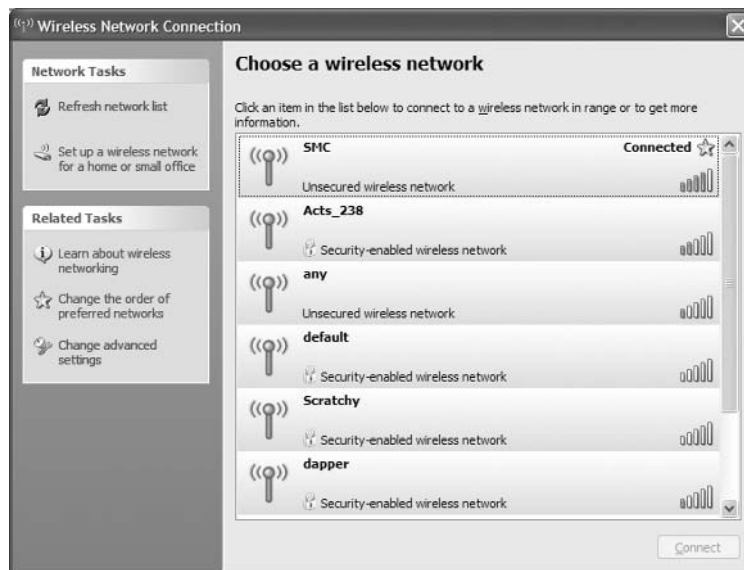 Wireless Network Connection
Network Tasks
Refresh network list
Set up a wireless network
for a home or small office
Related Tasks
Learn about wireless
networking
Change the order of
preferred networks
Change advanced
settings
Choose a wireless network
Click an item in the list below to connect to a wireless network in range or to get more
information.
SMC Connected
Unsecured wireless network
Acts_238
Security-enabled wireless network
any
Unsecured wireless network
default
Security-enabled wireless network
Scratchy
Security-enabled wireless network
dapper
Security-enabled wireless network
Connect